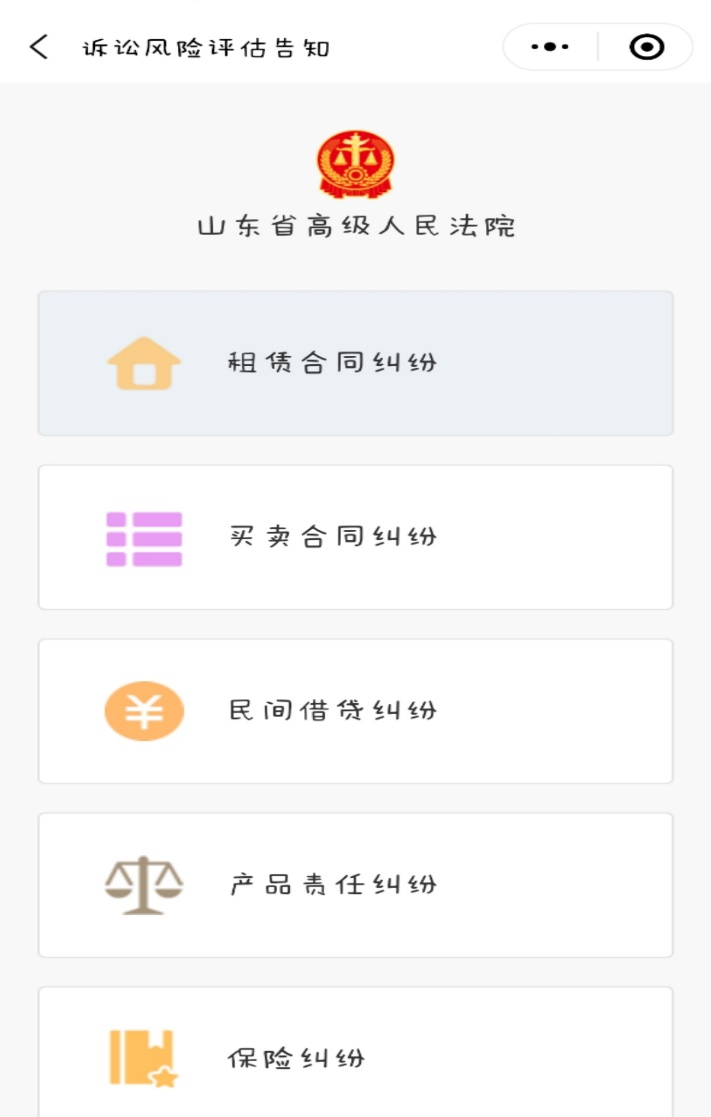 诉讼风险评估告知
山东省高级人民法院
租赁合同纠纷
买卖合同纠纷
民间借贷纠纷
产品责任纠纷
保险纠纷